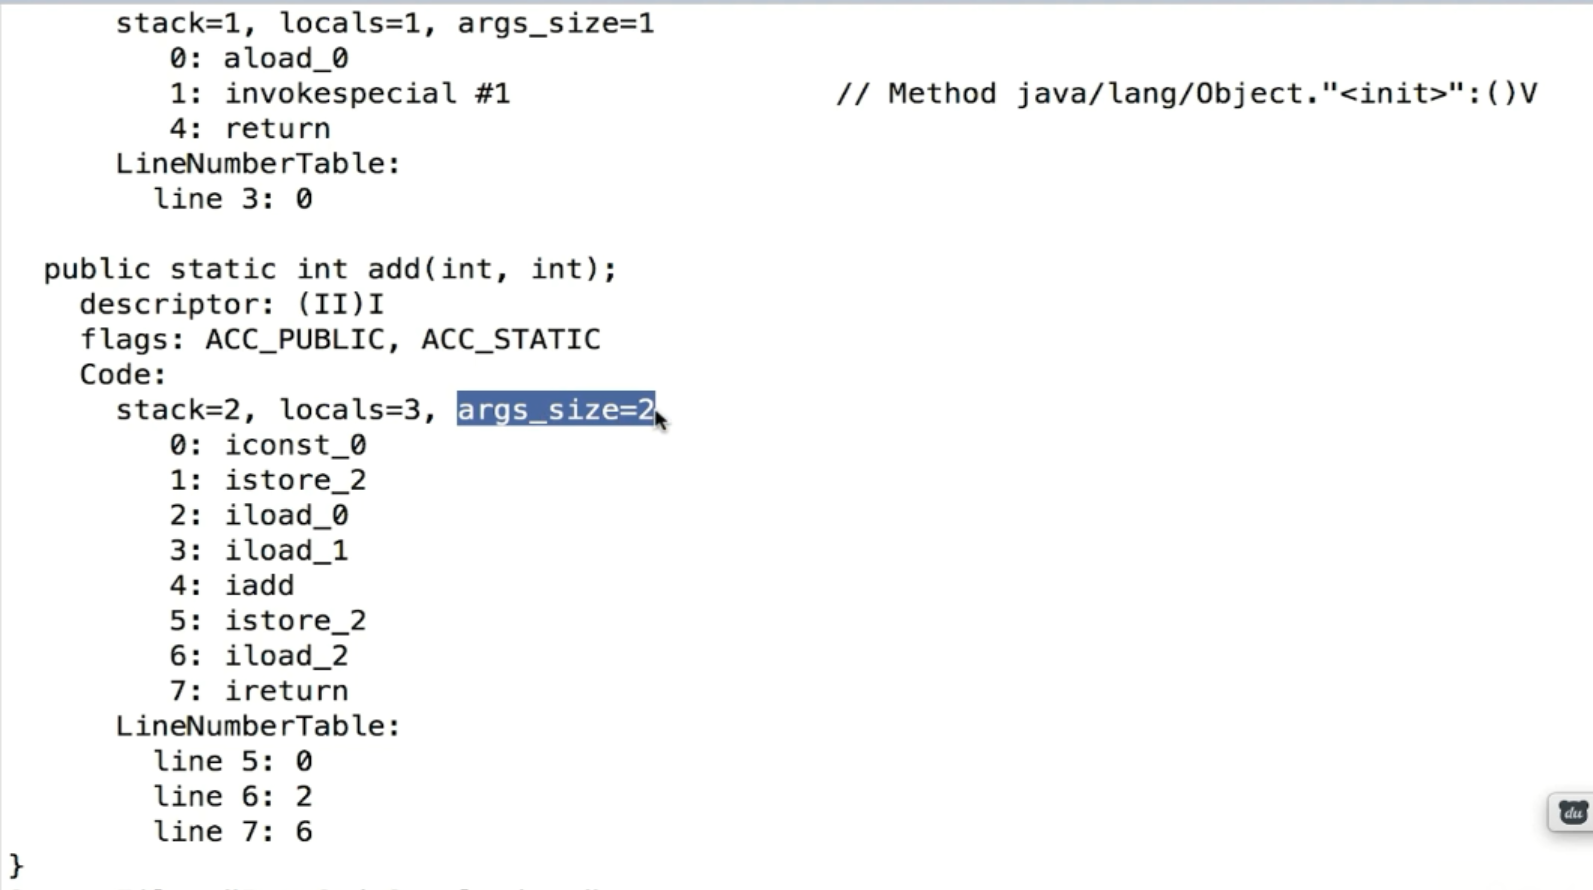 stack=1, locals=1, args_size=1
0: aload_0
1: invokespecial #1 // Method java/lang/Object."<init>":()V
4: return
LineNumberTable:
line 3: 0
public static int add(int, int);
descriptor: (II)I
flags: ACC_PUBLIC, ACC_STATIC
Code:
stack=2, locals=3, args_size=2
0: iconst_0
1: istore_2
2: iload_0
3: iload_1
4: iadd
5: istore_2
6: iload_2
7: ireturn
LineNumberTable:
line 5: 0
line 6: 2
line 7: 6
}
du